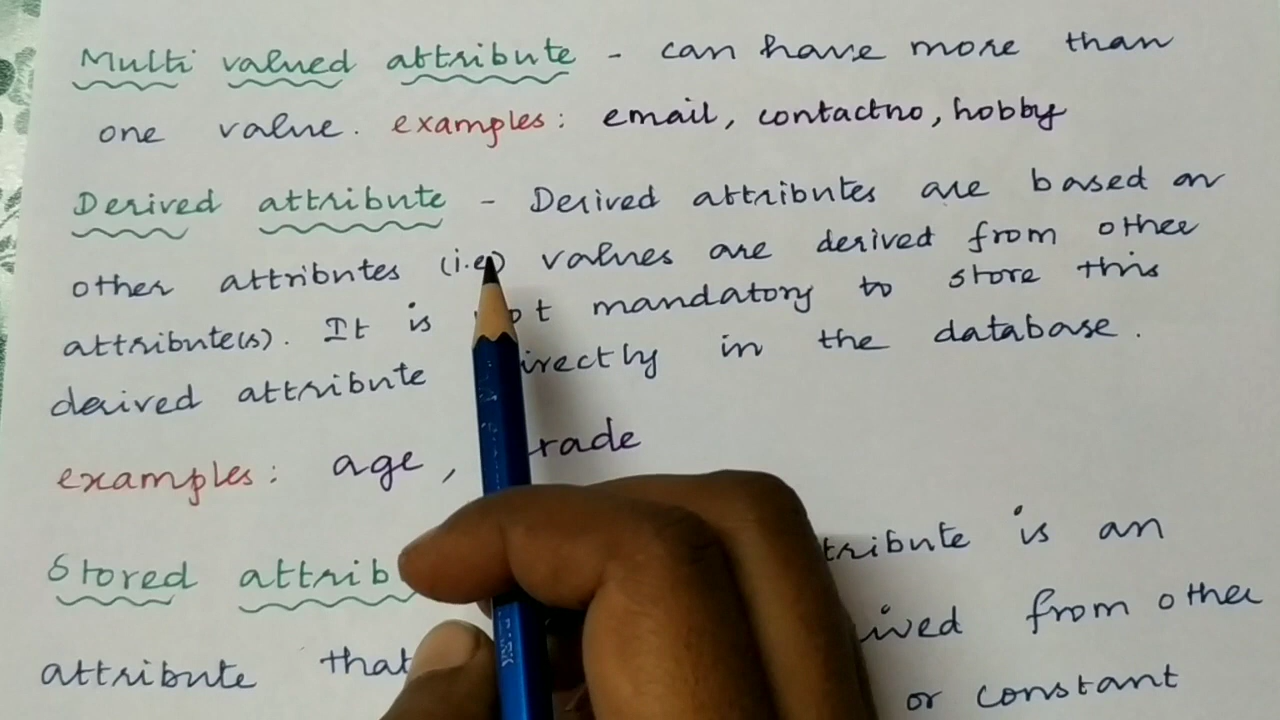 Multi valued attribute - can have more than
one value. examples: email, contactno, hobby
Derived attribute - Derived attributes are based on
other attributes (i.e) values are derived from other
attribute(s). It is not mandatory to store this
derived attribute directly in the database.
examples: age, rade
Stored attrib tribute is an
attribute that ived from other
or constant